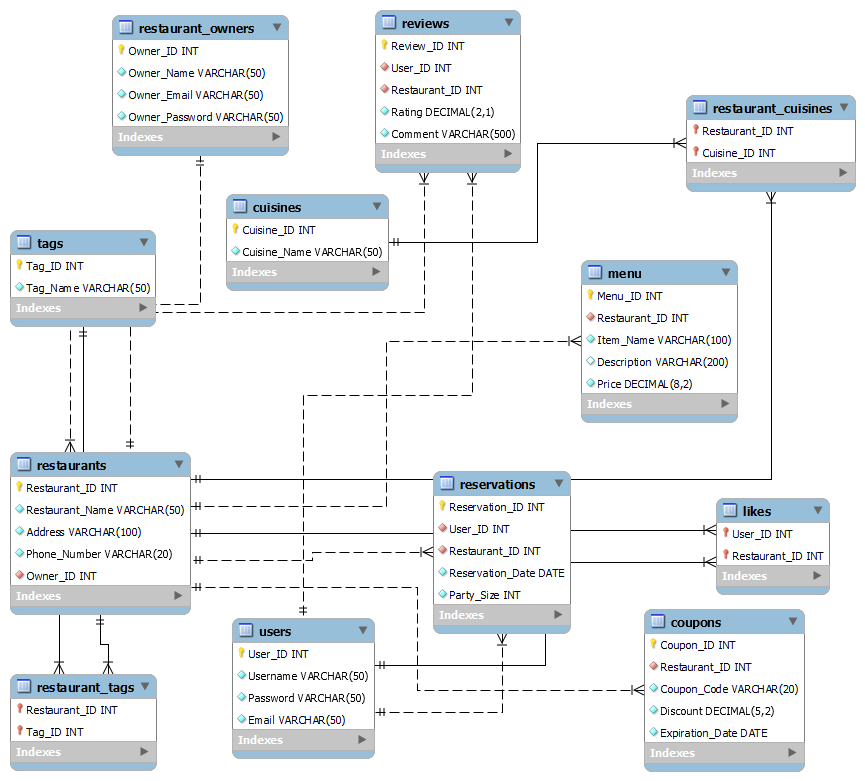 restaurant_owners
Owner_ID INT
Owner_Name VARCHAR(50)
Owner_Email VARCHAR(50)
Owner_Password VARCHAR(50)
Indexes
reviews
Review_ID INT
User_ID INT
Restaurant_ID INT
Rating DECIMAL(2,1)
Comment VARCHAR(500)
Indexes
restaurant_cuisines
Restaurant_ID INT
Cuisine_ID INT
Indexes
cuisines
Cuisine_ID INT
Cuisine_Name VARCHAR(50)
Indexes
tags
Tag_ID INT
Tag_Name VARCHAR(50)
Indexes
menu
Menu_ID INT
Restaurant_ID INT
Item_Name VARCHAR(100)
Description VARCHAR(200)
Price DECIMAL(8,2)
Indexes
restaurants
Restaurant_ID INT
Restaurant_Name VARCHAR(50)
Address VARCHAR(100)
Phone_Number VARCHAR(20)
Owner_ID INT
Indexes
reservations
Reservation_ID INT
User_ID INT
Restaurant_ID INT
Reservation_Date DATE
Party_Size INT
Indexes
likes
User_ID INT
Restaurant_ID INT
Indexes
users
User_ID INT
Username VARCHAR(50)
Password VARCHAR(50)
Email VARCHAR(50)
Indexes
coupons
Coupon_ID INT
Restaurant_ID INT
Coupon_Code VARCHAR(20)
Discount DECIMAL(5,2)
Expiration_Date DATE
Indexes
restaurant_tags
Restaurant_ID INT
Tag_ID INT
Indexes